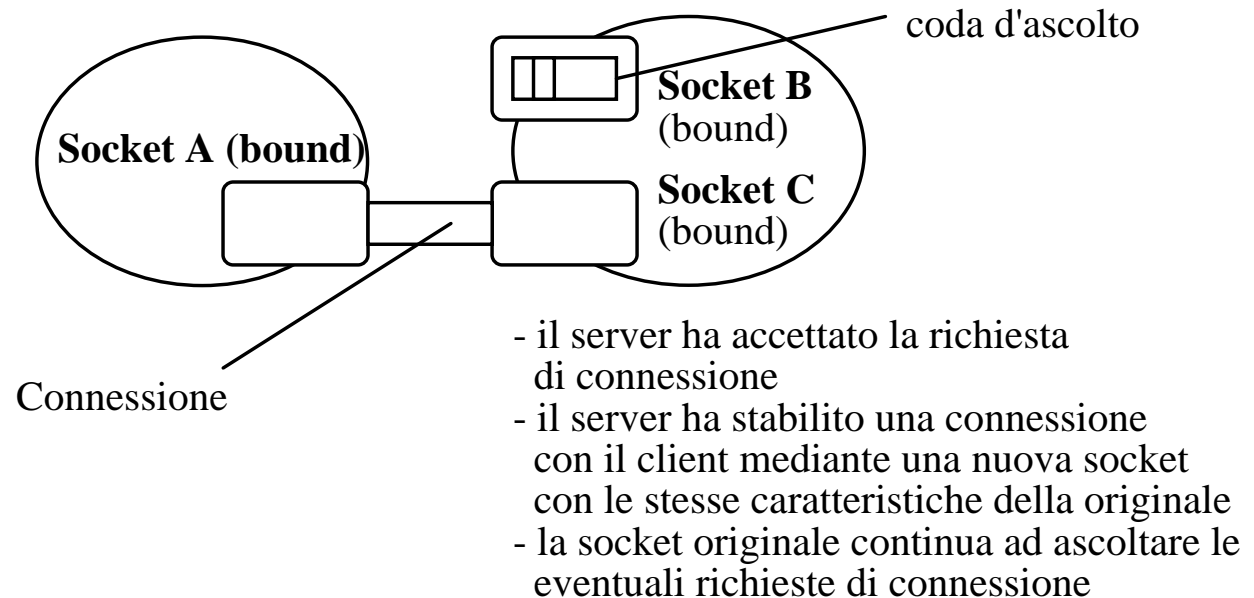 coda d'ascolto
Socket B
(bound)
Socket A (bound)
Socket C
(bound)
Connessione
- il server ha accettato la richiesta
di connessione
- il server ha stabilito una connessione
con il client mediante una nuova socket
con le stesse caratteristiche della originale
- la socket originale continua ad ascoltare le
eventuali richieste di connessione